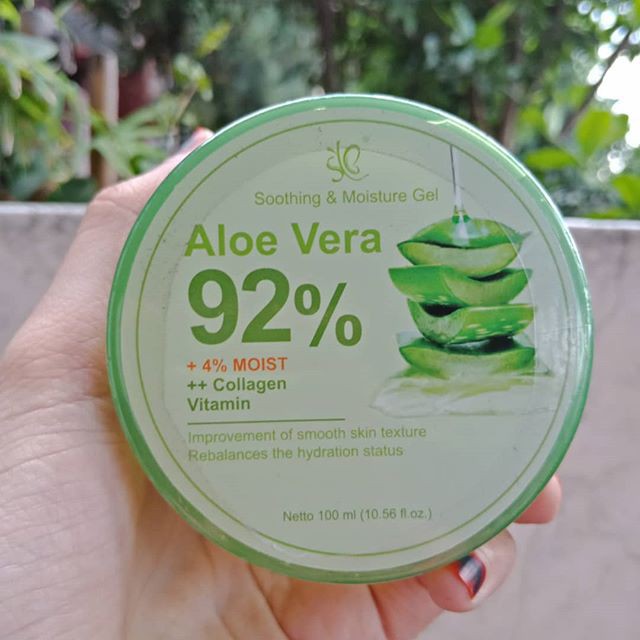 Soothing & Moisture Gel
Aloe Vera
92%
+ 4% MOIST
++ Collagen
Vitamin
Improvement of smooth skin texture
Rebalances the hydration status
Netto 100 ml (10.56 fl.oz.)